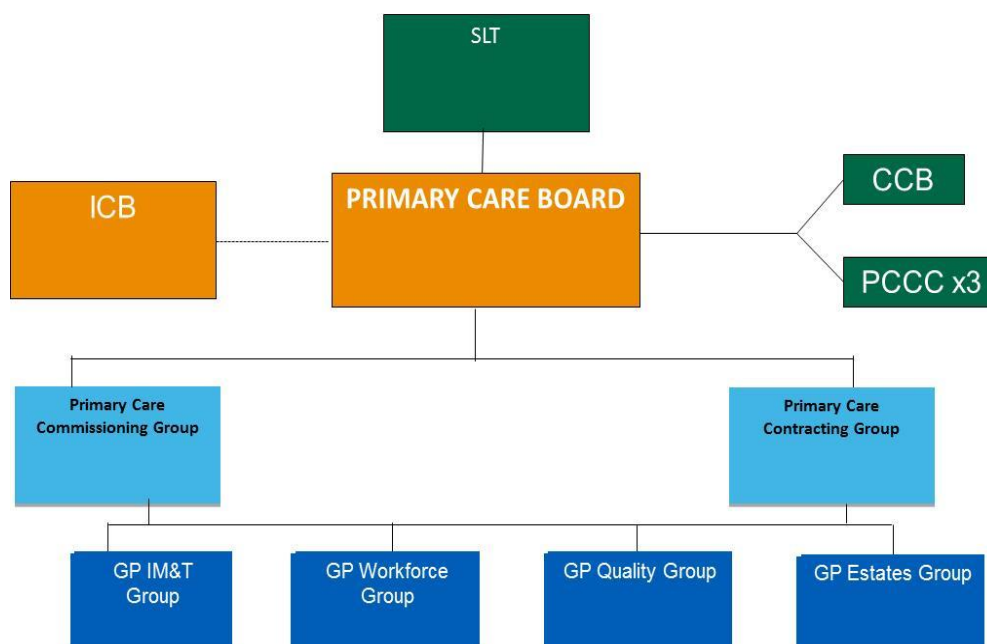 SLT
ICB
PRIMARY CARE BOARD
CCB
PCCC x3
Primary Care
Commissioning Group
Primary Care
Contracting Group
GP IM&T
Group
GP Workforce
Group
GP Quality Group
GP Estates Group